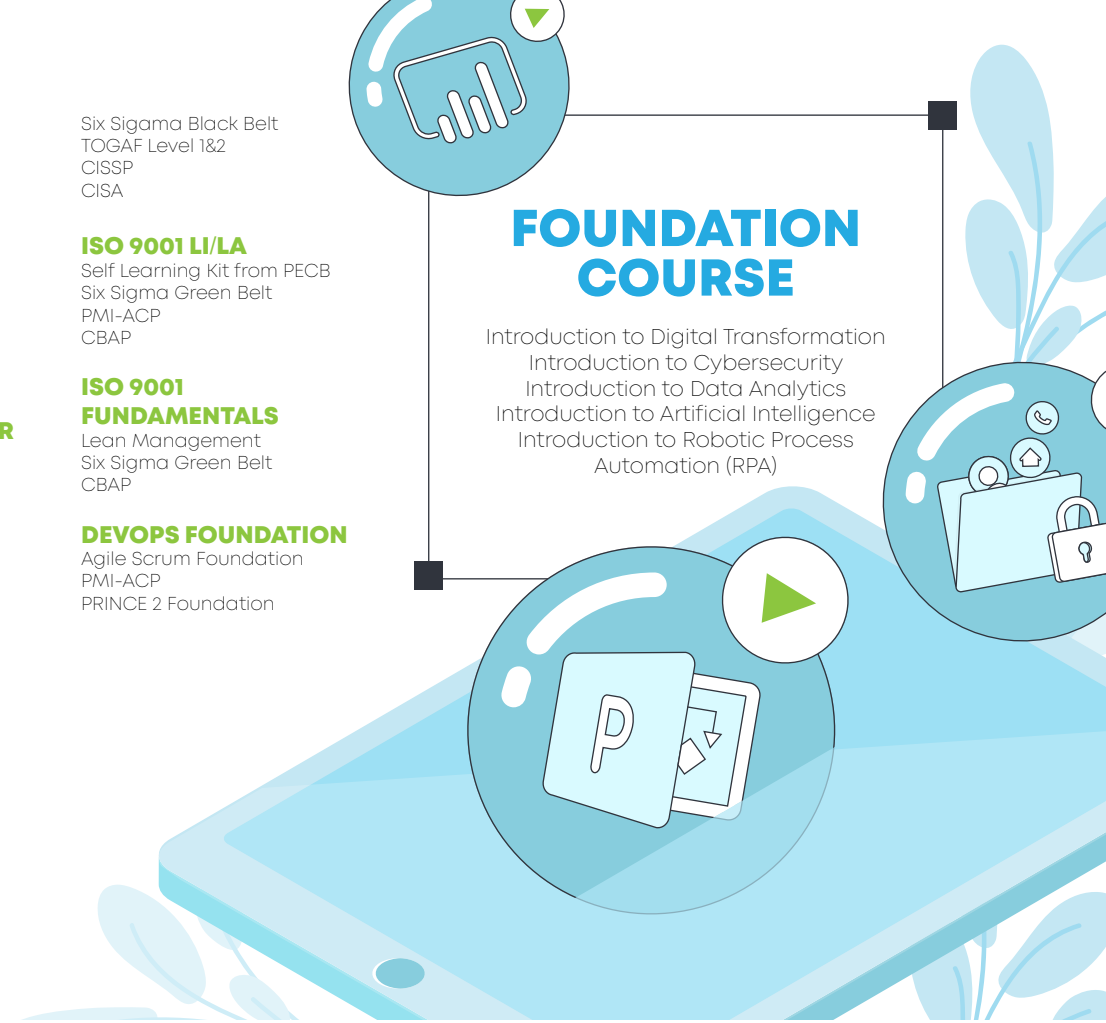 Six Sigama Black Belt
TOGAF Level 1&2
CISSP
CISA
ISO 9001 LI/LA
Self Learning Kit from PECB
Six Sigma Green Belt
PMI-ACP
CBAP
ISO 9001
FUNDAMENTALS
Lean Management
Six Sigma Green Belt
CBAP
DEVOPS FOUNDATION
Agile Scrum Foundation
PMI-ACP
PRINCE 2 Foundation
R
FOUNDATION
COURSE
Introduction to Digital Transformation
Introduction to Cybersecurity
Introduction to Data Analytics
Introduction to Artificial Intelligence
Introduction to Robotic Process
Automation (RPA)
P